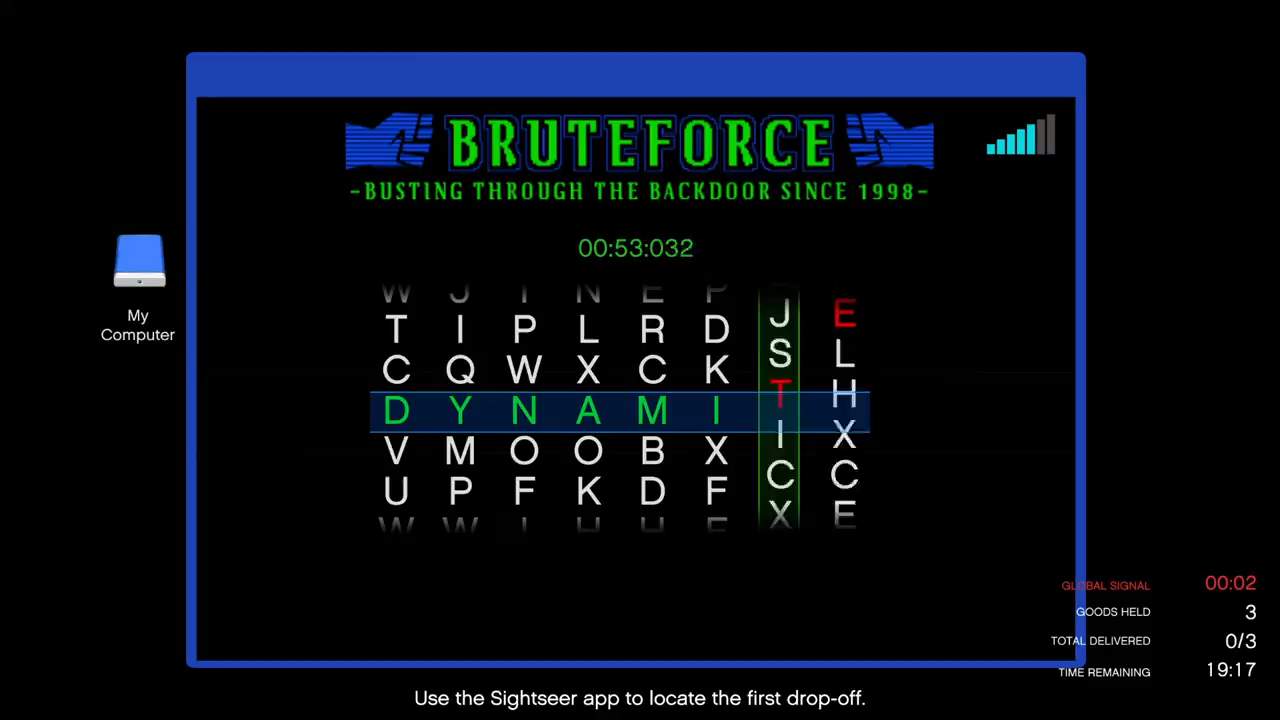 BRUTEFORCE
-BUSTING THROUGH THE BACKDOOR SINCE 1998-
00:53:032
My
Computer
T I P L R D J E
C Q W X C K S L
D Y N A M I T H
V M O O B X I X
U P F K D F C C
X E
GLOBAL SIGNAL 00:02
GOODS HELD 3
TOTAL DELIVERED 0/3
TIME REMAINING 19:17
Use the Sightseer app to locate the first drop-off.